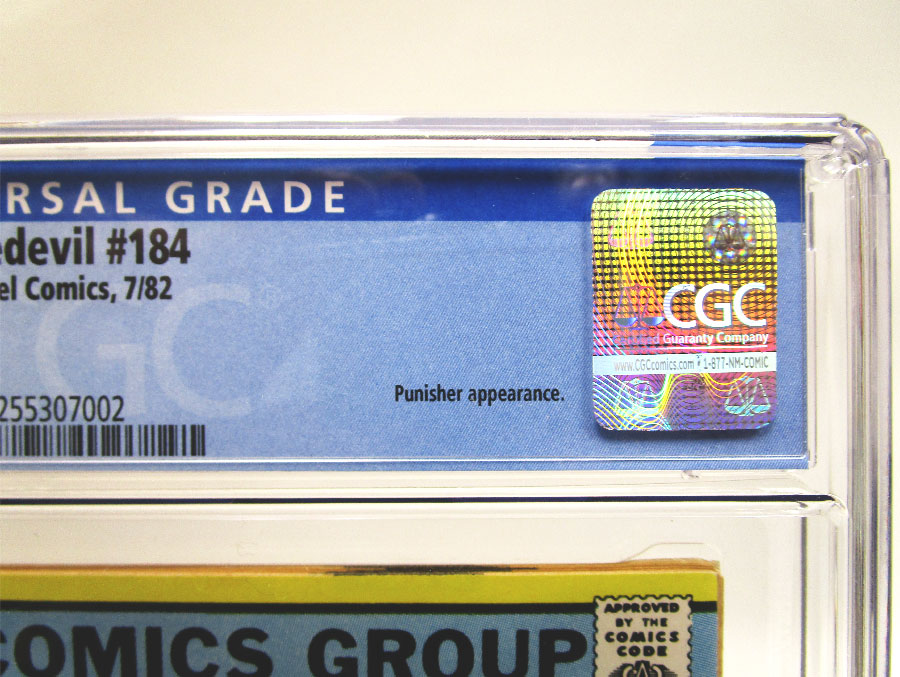 RSAL GRADE
edevil #184
el Comics, 7/82
CGC
255307002
Punisher appearance.
CGC
Guaranty Company
www.CGCcomics.com * 1-877-NM-COMIC
COMICS GROUP
APPROVED
BY THE
COMICS
CODE